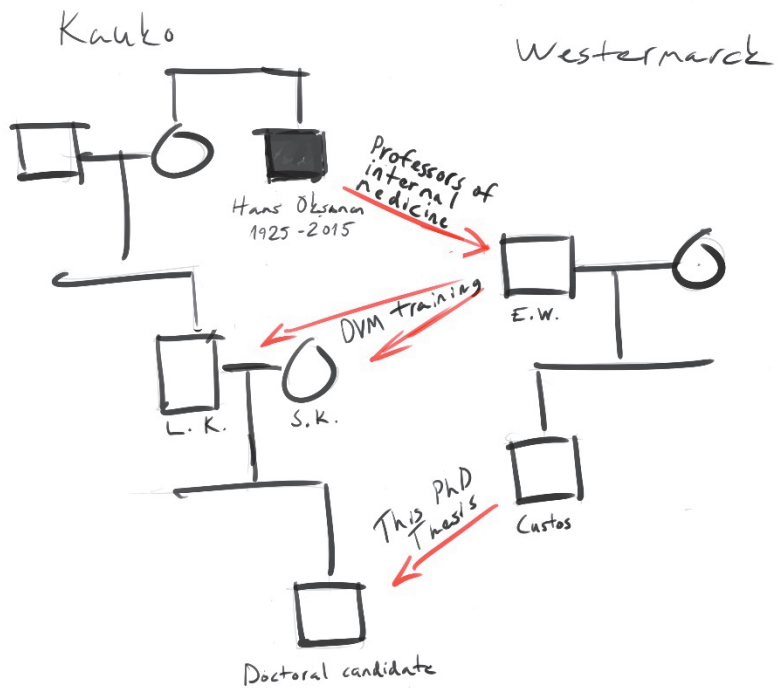 Kauko
Westermarck
Professors of
internal
medicine
Hans Oksanen
1925-2015
DVM training
E.W.
L. K.
S.K.
This PhD
Thesis
Custos
Doctoral candidate